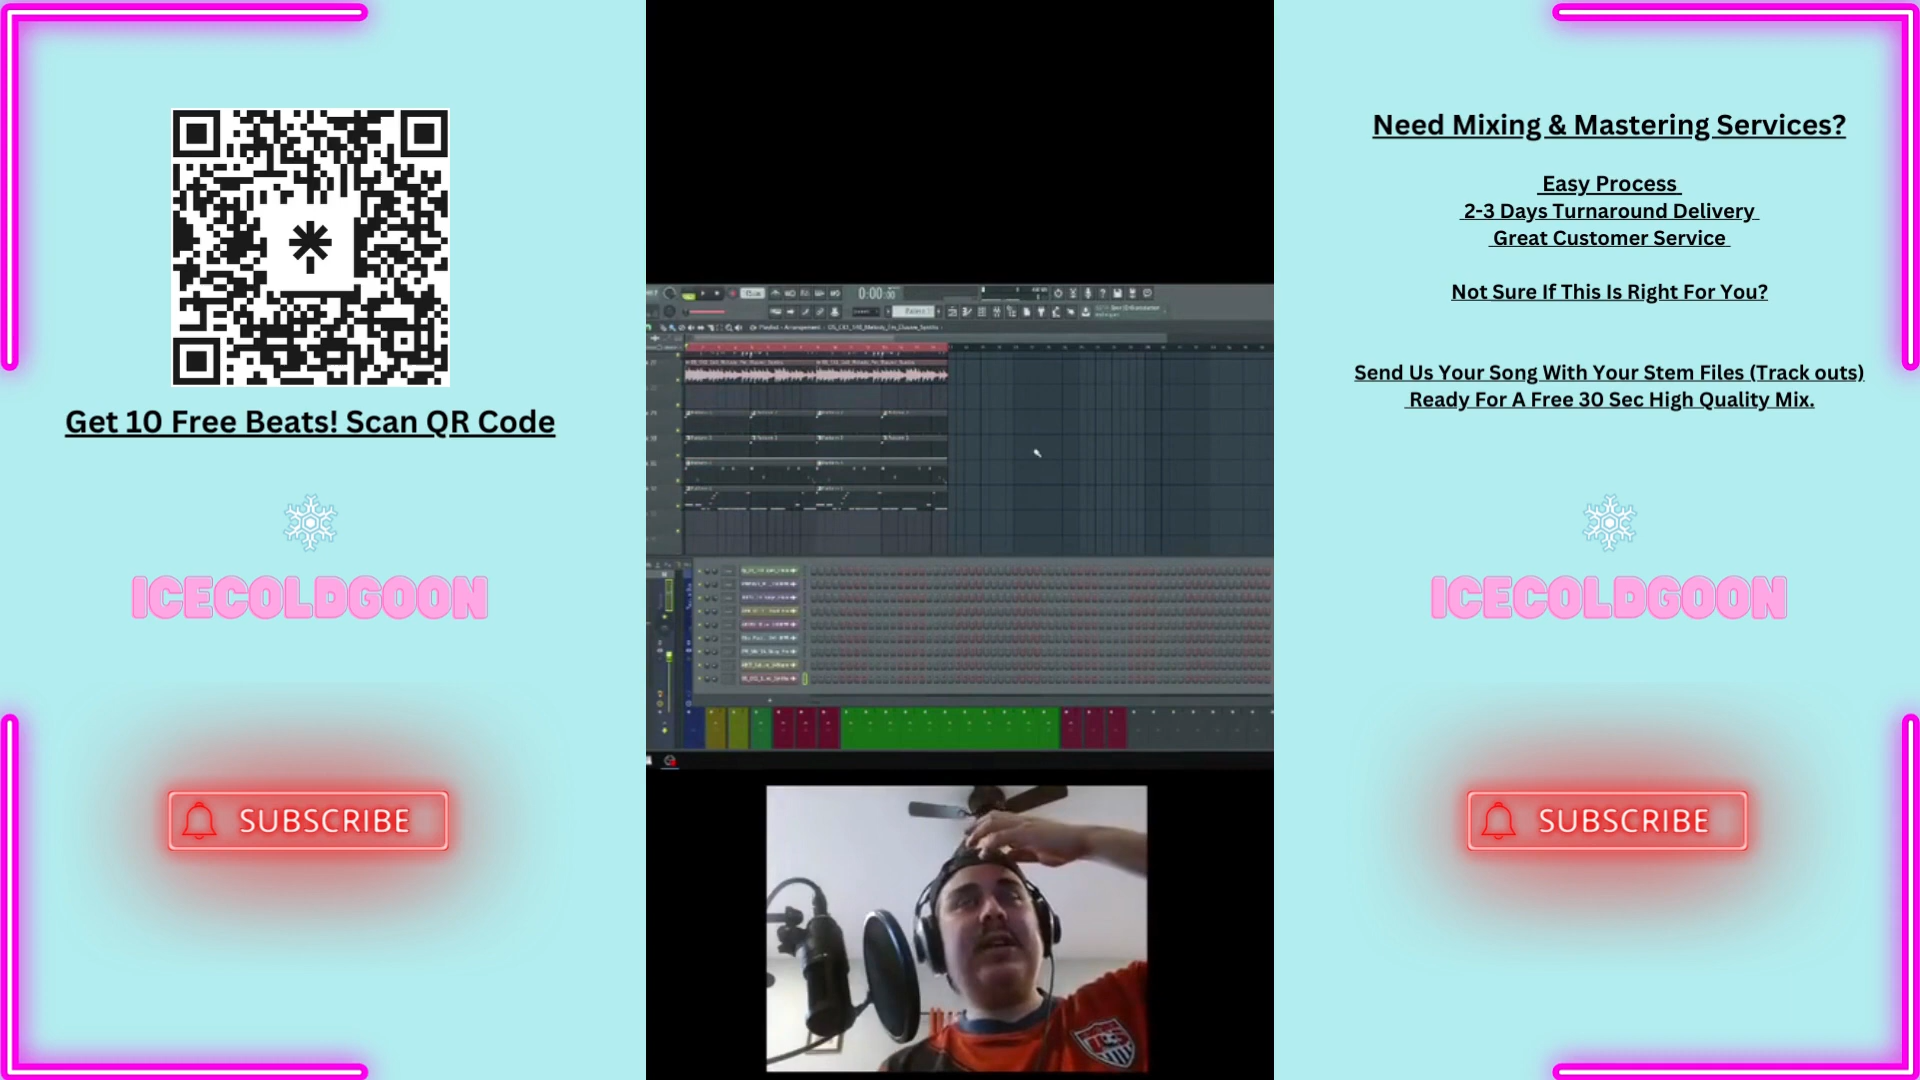 Get 10 Free Beats! Scan QR Code
ICECOLDGOON
SUBSCRIBE
0:00
Need Mixing & Mastering Services?
Easy Process
2-3 Days Turnaround Delivery
Great Customer Service
Not Sure If This Is Right For You?
Send Us Your Song With Your Stem Files (Track outs)
Ready For A Free 30 Sec High Quality Mix.
ICECOLDGOON
SUBSCRIBE